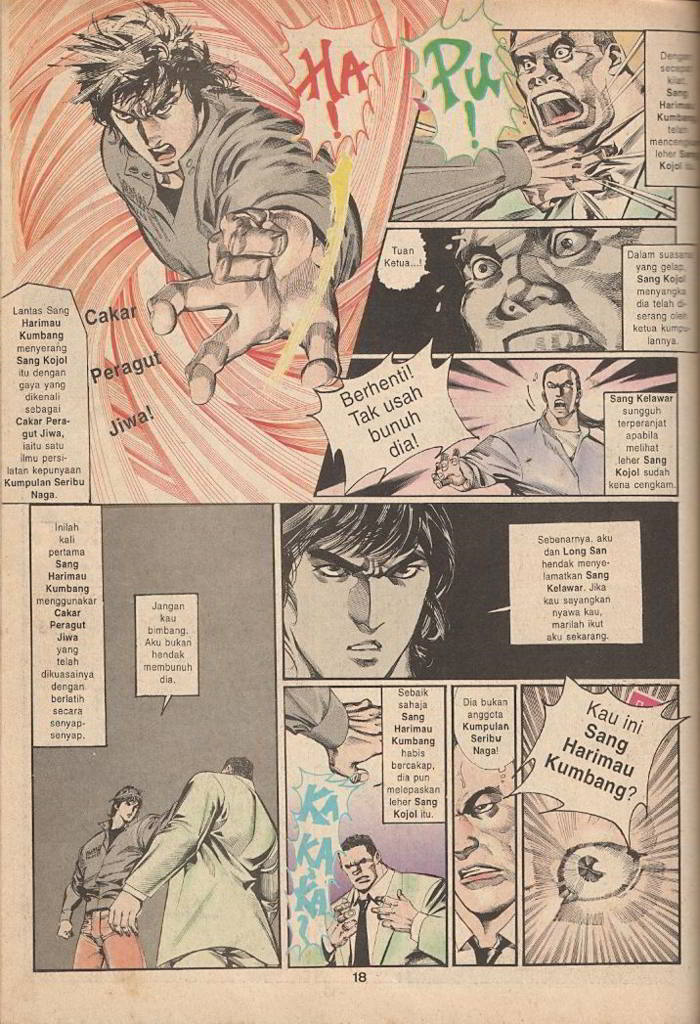 HA
!
PU
!
Dengan
secepat
kilat,
Sang
Harimau
Kumbang
telah
mencengkam
leher Sang
Kojol itu.
Tuan
Ketua...!
Dalam suasana
yang gelap,
Sang Kojol
menyangka
dia telah di-
serang oleh
ketua kumpu-
lannya.
Lantas Sang
Harimau
Kumbang
menyerang
Sang Kojol
itu dengan
gaya yang
dikenali
sebagai
Cakar Pera-
gut Jiwa,
iaitu satu
ilmu persi-
latan kepunyaan
Kumpulan Seribu
Naga.
Cakar
Peragut
Jiwa!
Berhenti!
Tak usah
bunuh
dia!
Sang Kelawar
sungguh
terperanjat
apabila
melihat
leher Sang
Kojol sudah
kena cengkam.
Inilah
kali
pertama
Sang
Harimau
Kumbang
menggunakar
Cakar
Peragut
Jiwa
yang
telah
dikuasainya
dengan
berlatih
secara
senyap-
senyap.
Jangan
kau
bimbang.
Aku bukan
hendak
membunuh
dia.
Sebenarnya, aku
dan Long San
hendak menye-
lamatkan Sang
Kelawar. Jika
kau sayangkan
nyawa kau,
marilah ikut
aku sekarang.
Sebaik
sahaja
Sang
Harimau
Kumbang
habis
bercakap,
dia pun
melepaskan
leher Sang
Kojol itu.
KA
KA
KA
KA
!
Dia bukan
anggota
Kumpulan
Seribu
Naga!
Kau ini
Sang
Harimau
Kumbang?
18